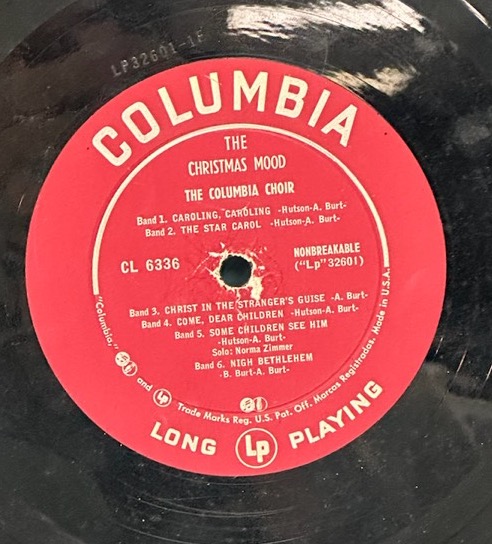 LP32601-1F
COLUMBIA
THE
CHRISTMAS MOOD
THE COLUMBIA CHOIR
Band 1. CAROLING, CAROLING -Hutson-A. Burt-
Band 2. THE STAR CAROL -Hutson-A. Burt-
CL 6336
NONBREAKABLE
("Lp" 32601)
Band 3. CHRIST IN THE STRANGER'S GUISE -A. Burt-
Band 4. COME, DEAR CHILDREN -Hutson-A. Burt-
Band 5. SOME CHILDREN SEE HIM
-Hutson-A. Burt-
Solo: Norma Zimmer
Band 6. NIGH BETHLEHEM
-B. Burt-A. Burt-
"Columbia," and Lp Trade Marks Reg. U.S. Pat. Off. Marcas Registradas. Made in U.S.A.
LONG Lp PLAYING